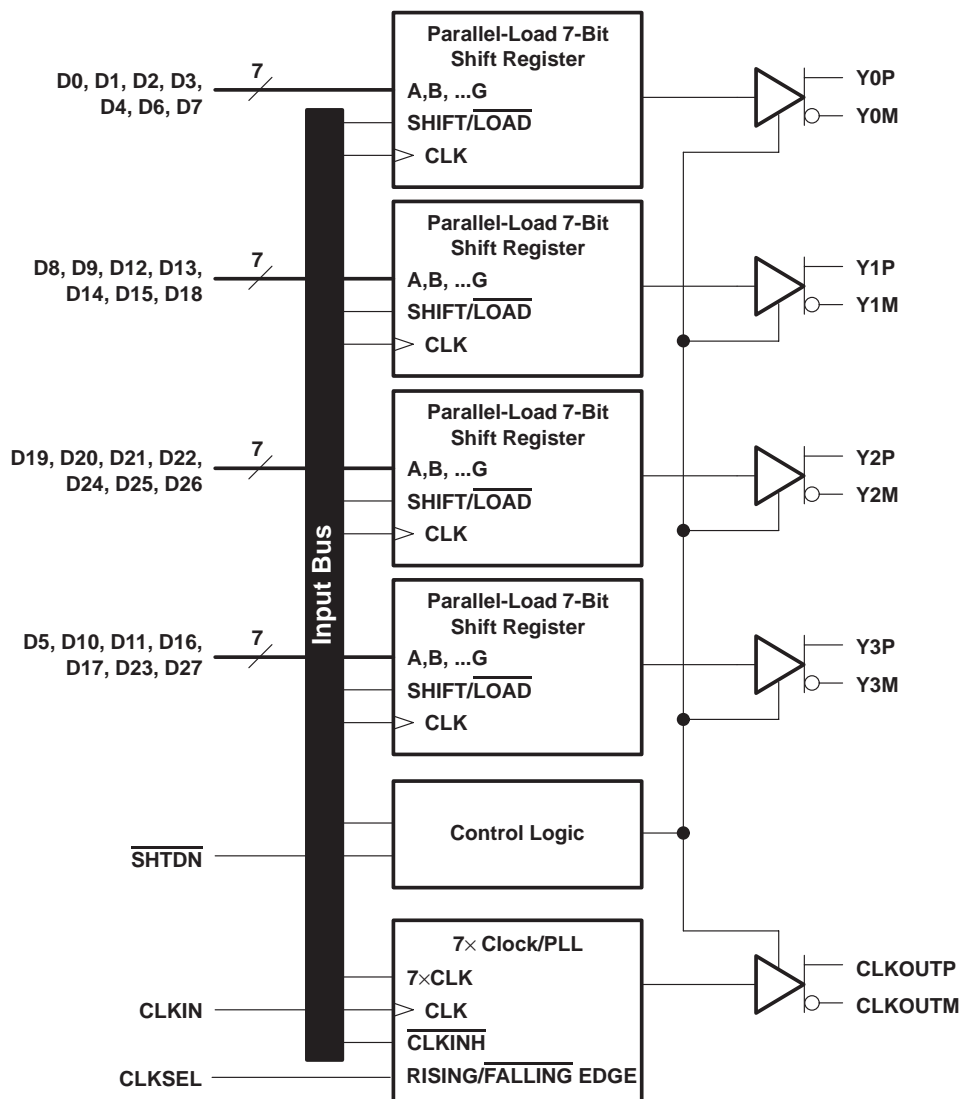 Parallel-Load 7-Bit
Shift Register
D0, D1, D2, D3,
D4, D6, D7
7
A,B, ...G
SHIFT/LOAD
CLK
Y0P
Y0M
Parallel-Load 7-Bit
Shift Register
D8, D9, D12, D13,
D14, D15, D18
7
A,B, ...G
SHIFT/LOAD
CLK
Y1P
Y1M
Parallel-Load 7-Bit
Shift Register
D19, D20, D21, D22,
D24, D25, D26
7
A,B, ...G
SHIFT/LOAD
CLK
Y2P
Y2M
Input Bus
Parallel-Load 7-Bit
Shift Register
D5, D10, D11, D16,
D17, D23, D27
7
A,B, ...G
SHIFT/LOAD
CLK
Y3P
Y3M
Control Logic
SHTDN
7× Clock/PLL
7×CLK
CLKIN
CLK
CLKINH
CLKSEL
RISING/FALLING EDGE
CLKOUTP
CLKOUTM